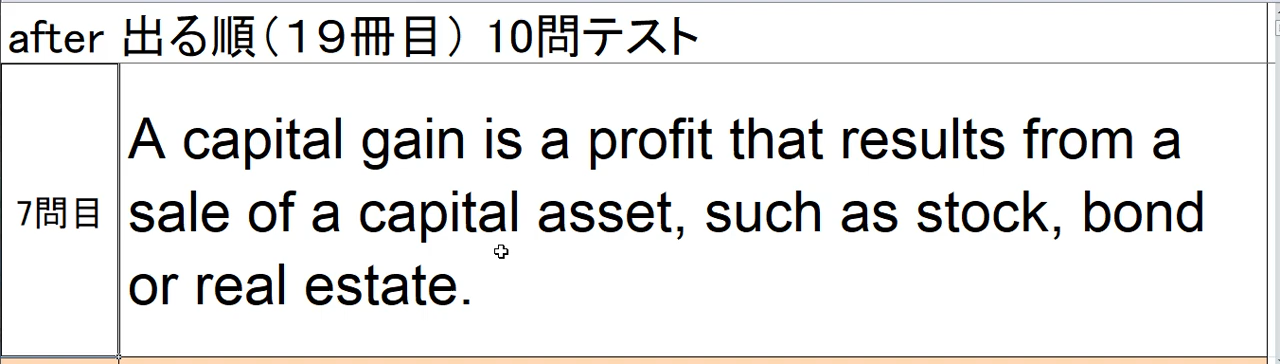 after 出る順（１９冊目） 10問テスト
7問目
A capital gain is a profit that results from a
sale of a capital asset, such as stock, bond
or real estate.